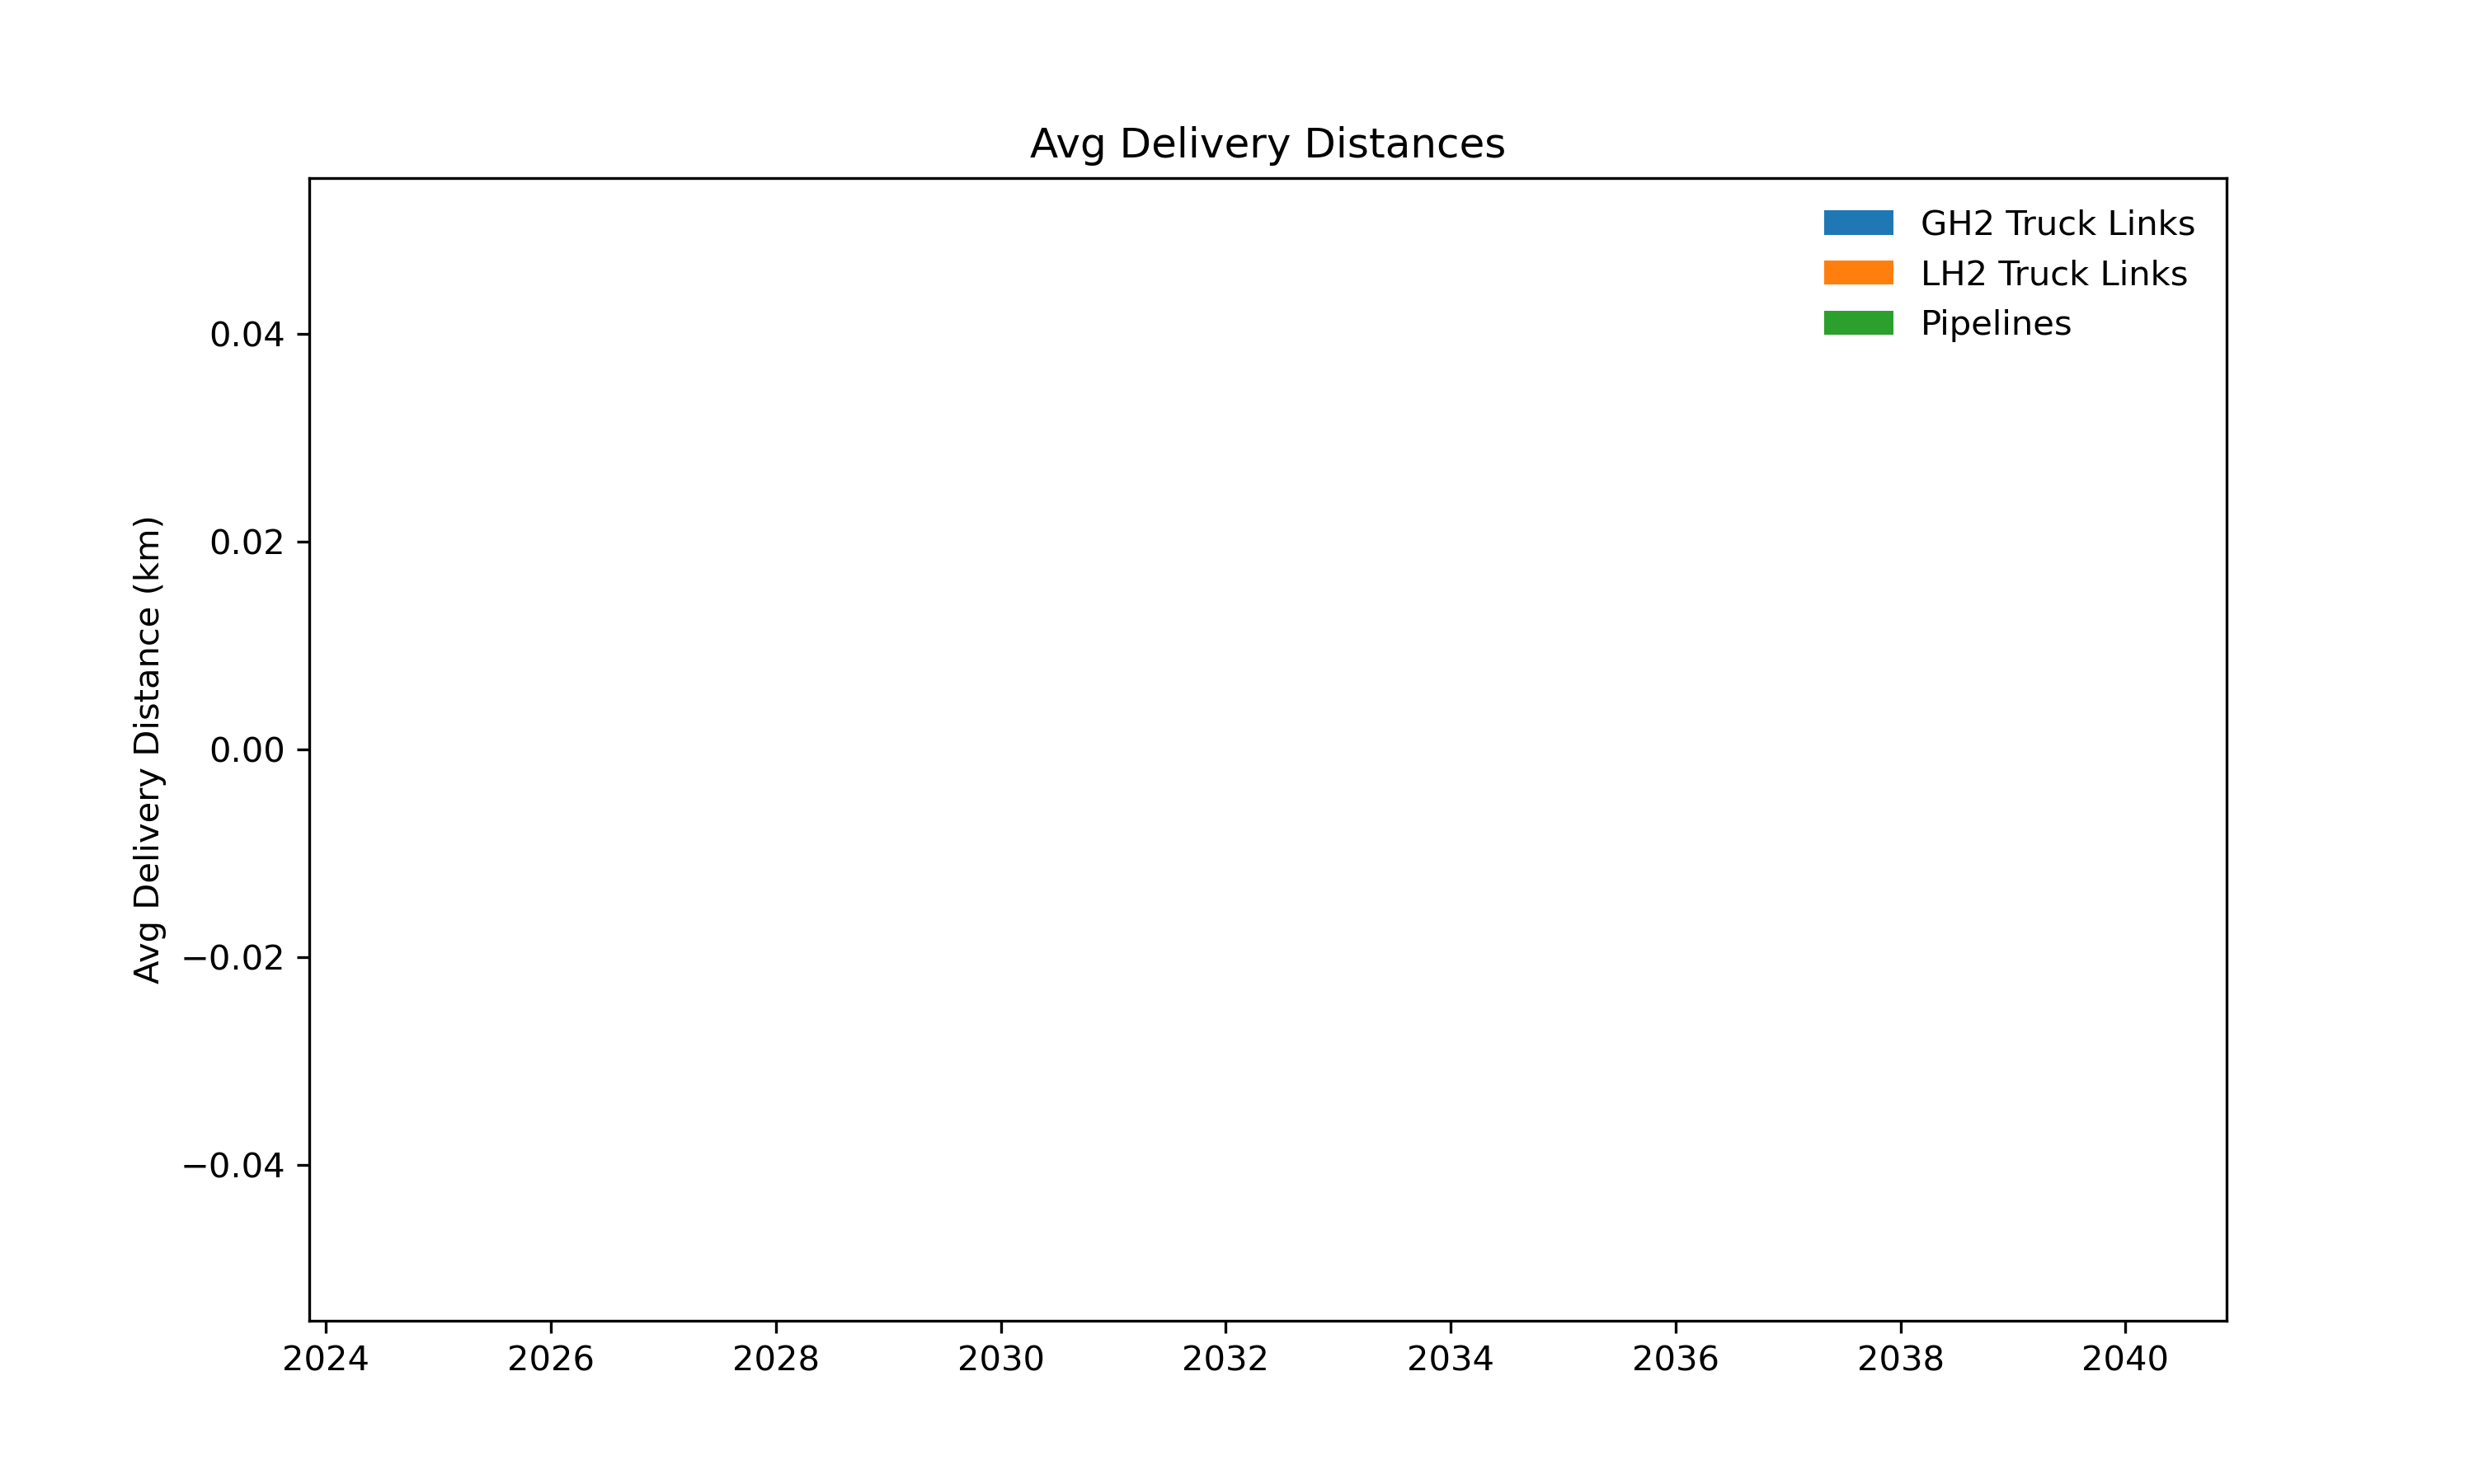 Avg Delivery Distances
GH2 Truck Links
LH2 Truck Links
Pipelines
Avg Delivery Distance (km)
0.04
0.02
0.00
−0.02
−0.04
2024 2026 2028 2030 2032 2034 2036 2038 2040